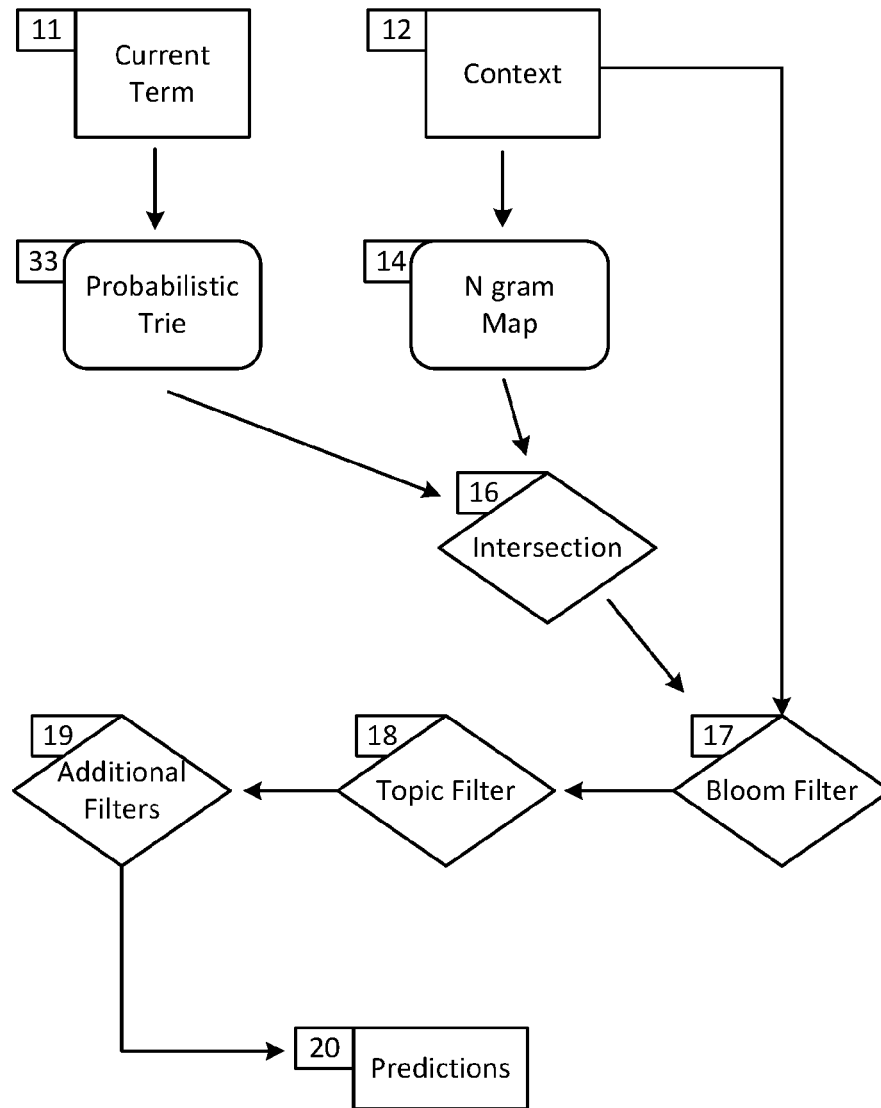 11
Current
Term
12
Context
33
Probabilistic
Trie
14
N gram
Map
16
Intersection
19
Additional
Filters
18
Topic Filter
17
Bloom Filter
20
Predictions